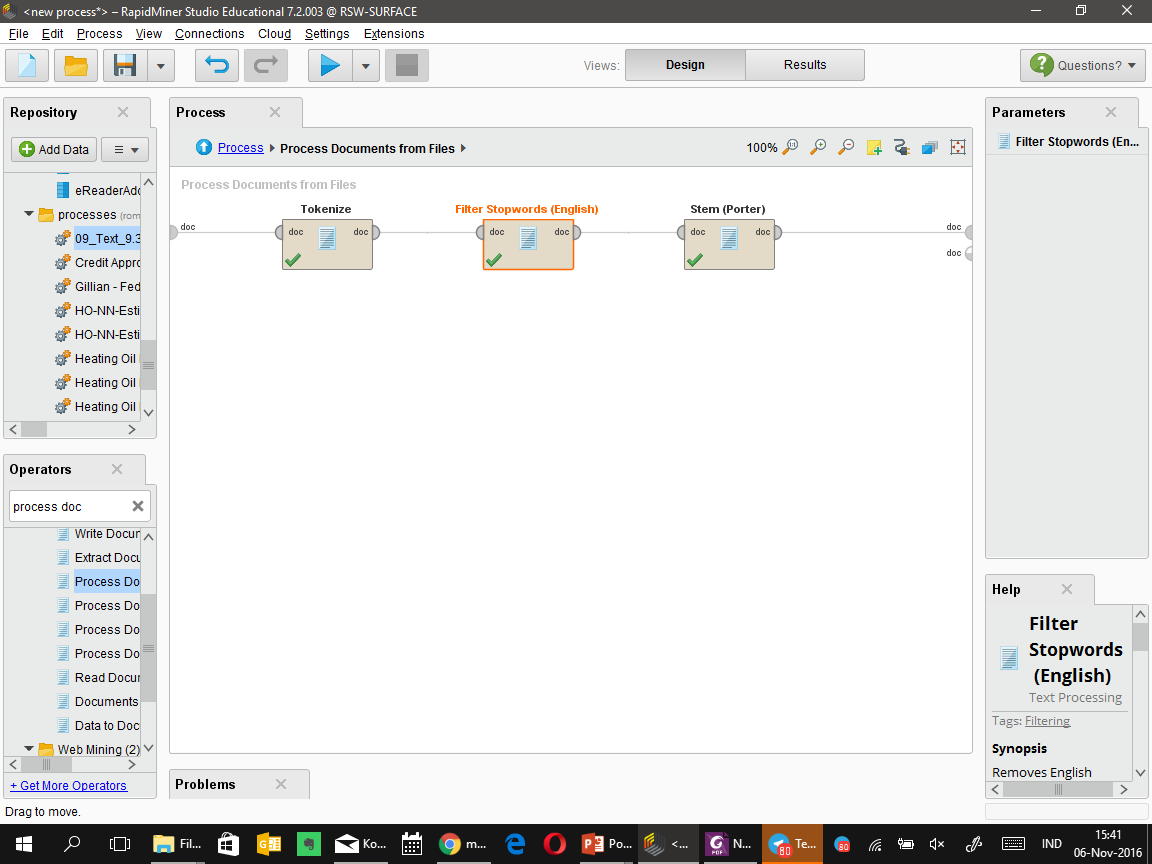 <new process*> – RapidMiner Studio Educational 7.2.003 @ RSW-SURFACE
File Edit Process View Connections Cloud Settings Extensions
Views: Design Results Questions?
Repository
Add Data
eReaderAdo
processes (rom
09_Text_9.3
Credit Appro
Gillian - Fed
HO-NN-Esti
HO-NN-Esti
Heating Oil
Heating Oil
Heating Oil
Operators
process doc
Write Docum
Extract Docu
Process Do
Process Do
Process Do
Process Do
Read Docur
Documents
Data to Doc
Web Mining (2)
+ Get More Operators
Drag to move.
Process
Process Process Documents from Files 100%
Process Documents from Files
Tokenize Filter Stopwords (English) Stem (Porter)
doc doc doc doc doc doc doc doc
doc
Problems
Parameters
Filter Stopwords (En...
Help
Filter
Stopwords
(English)
Text Processing
Tags: Filtering
Synopsis
Removes English
Fil... Ko... m... Po... <... N... Te... 80 80 IND 15:41
06-Nov-2016